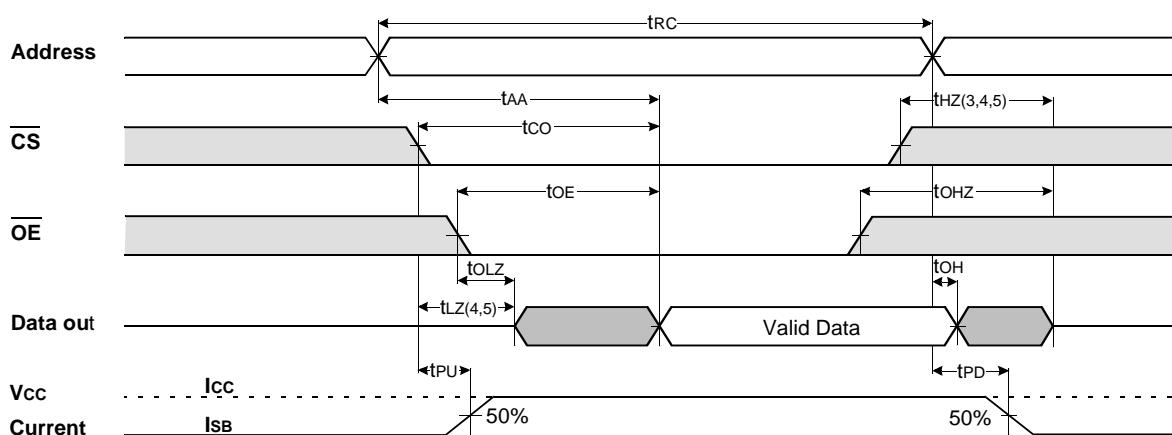 tRC
Address
tAA
tHZ(3,4,5)
CS
tCO
tOE
tOHZ
OE
tOLZ
tOH
tLZ(4,5)
Data out
Valid Data
tPU
tPD
VCC
ICC
50%
50%
Current
ISB